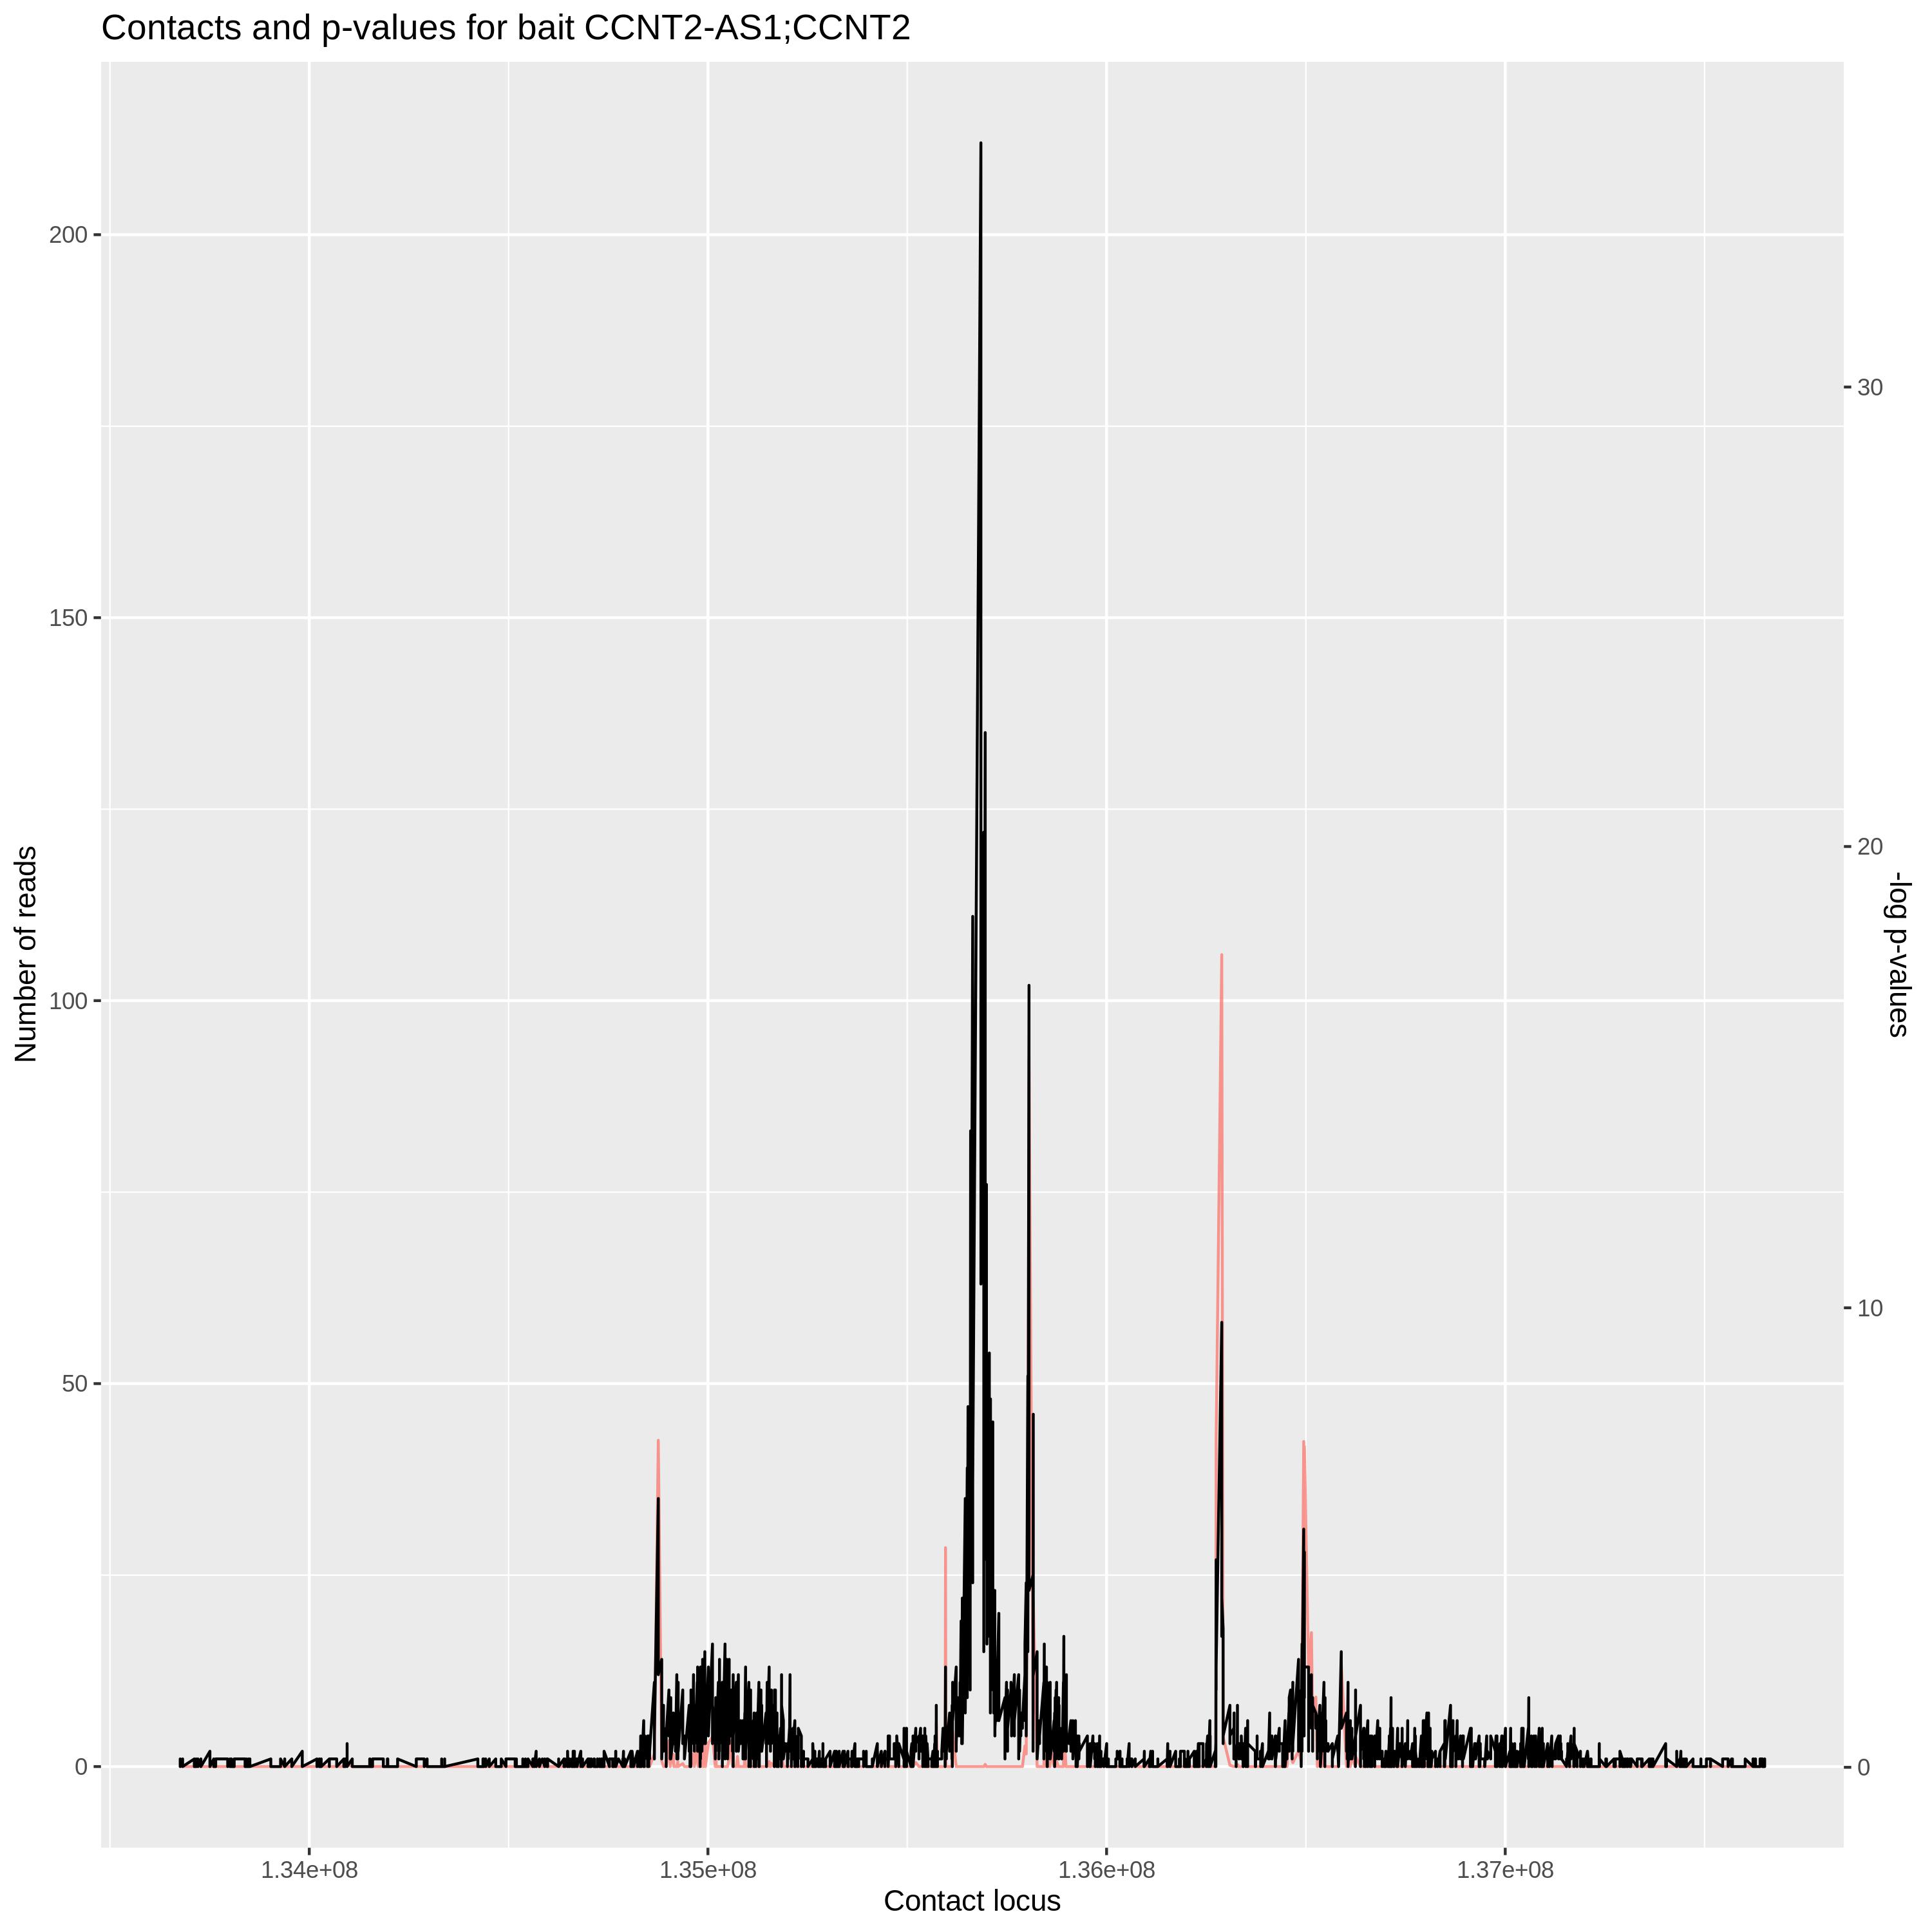 Contacts and p-values for bait CCNT2-AS1;CCNT2
200
150
100
50
0
Number of reads
30
20
10
0
-log p-values
1.34e+08
1.35e+08
1.36e+08
1.37e+08
Contact locus